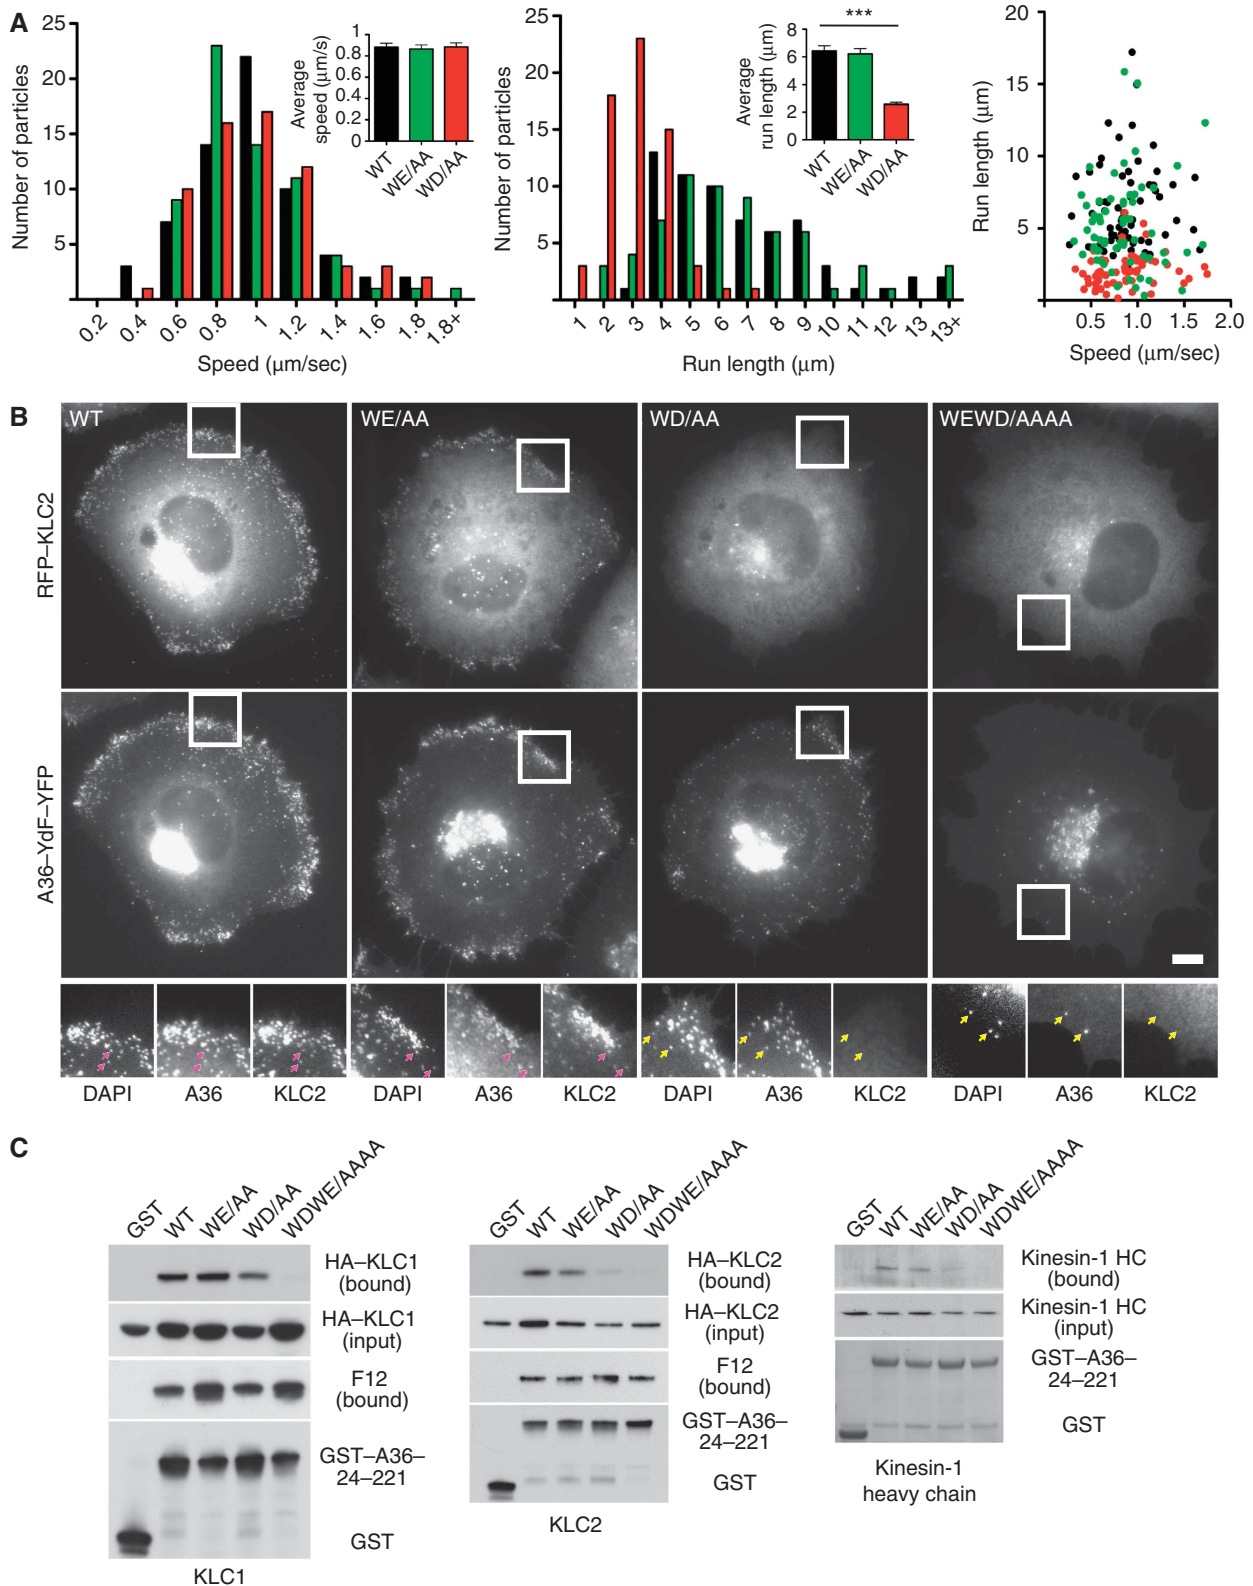 A
Number of particles
25
20
15
10
5
0.2
0.4
0.6
0.8
1
1.2
1.4
1.6
1.8
1.8+
Speed (μm/sec)
Average
speed (μm/s)
1
0.8
0.6
0.4
0.2
0
WT
WE/AA
WD/AA
Number of particles
25
20
15
10
5
1
2
3
4
5
6
7
8
9
10
11
12
13
13+
Run length (μm)
Average
run length (μm)
8
6
4
2
0
***
WT
WE/AA
WD/AA
Run length (μm)
20
15
10
5
0.5
1.0
1.5
2.0
Speed (μm/sec)
B
WT
WE/AA
WD/AA
WEWD/AAAA
RFP–KLC2
A36–YdF–YFP
DAPI
A36
KLC2
DAPI
A36
KLC2
DAPI
A36
KLC2
DAPI
A36
KLC2
C
GST
WT
WE/AA
WD/AA
WDWE/AAAA
HA–KLC1
(bound)
HA–KLC1
(input)
F12
(bound)
GST–A36–
24–221
GST
KLC1
GST
WT
WE/AA
WD/AA
WDWE/AAAA
HA–KLC2
(bound)
HA–KLC2
(input)
F12
(bound)
GST–A36–
24–221
GST
KLC2
GST
WT
WE/AA
WD/AA
WDWE/AAAA
Kinesin-1 HC
(bound)
Kinesin-1 HC
(input)
GST–A36–
24–221
GST
Kinesin-1
heavy chain